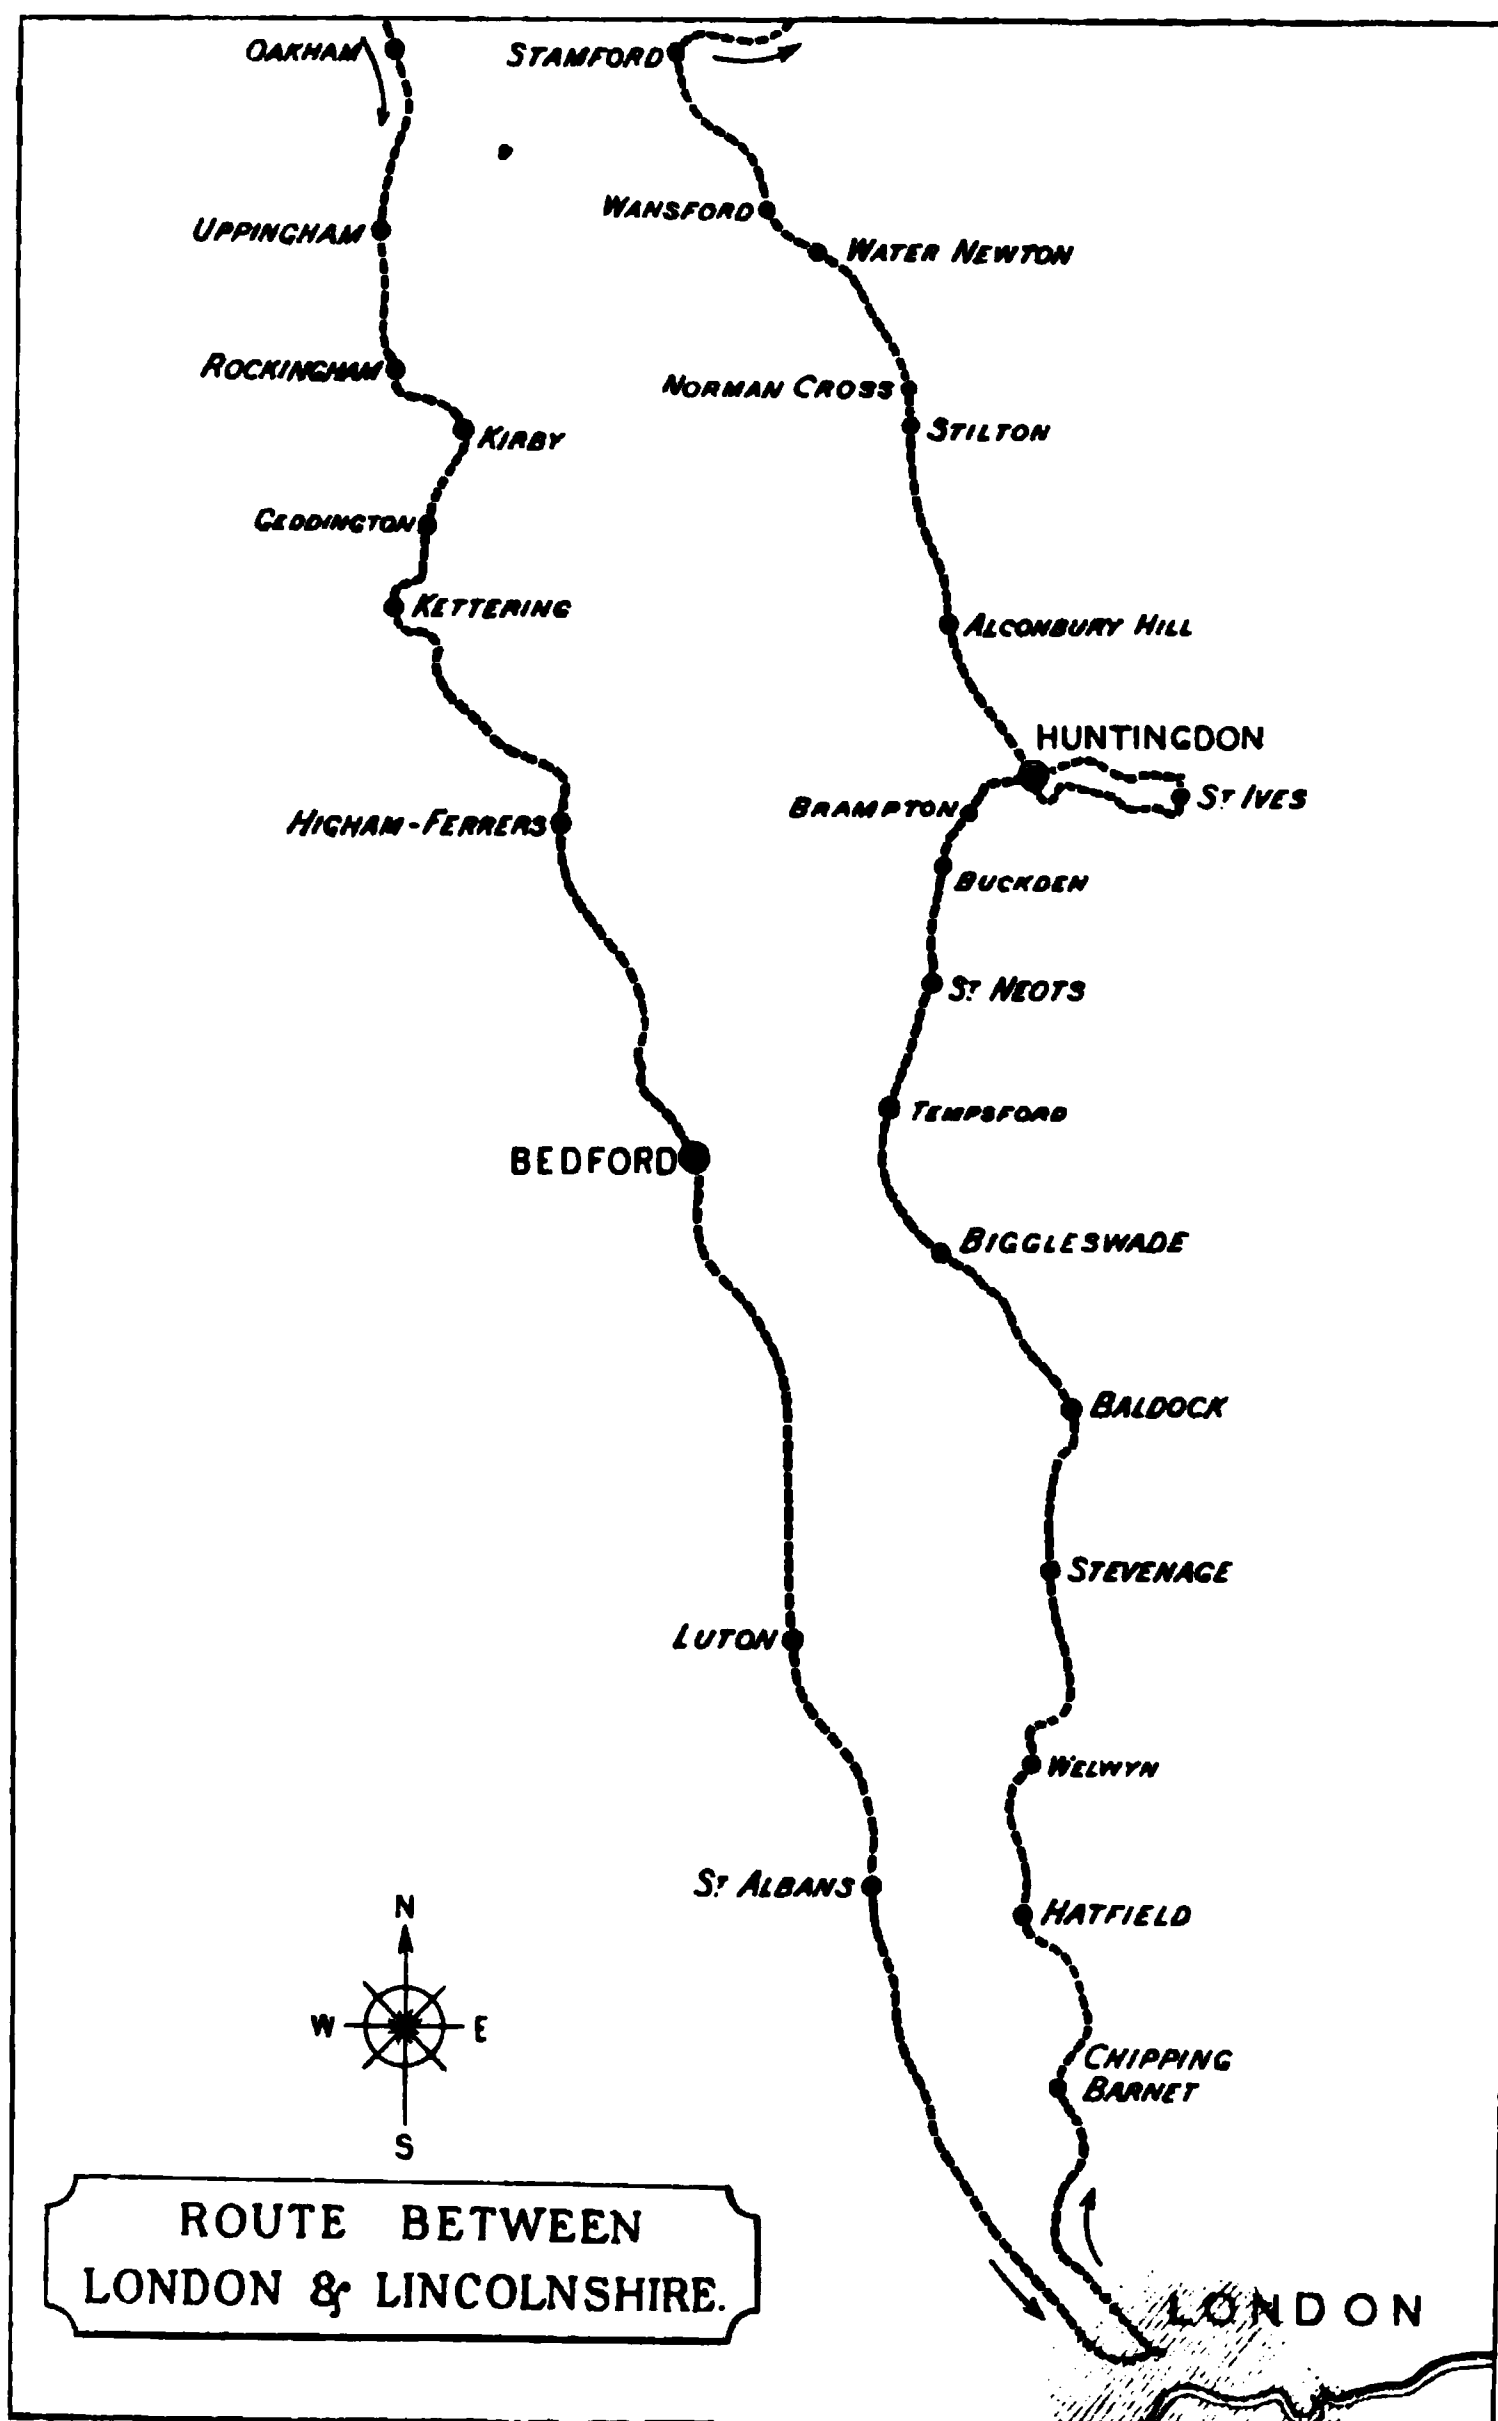 OAKHAM
STAMFORD
WANSFORD
UPPINGHAM
WATER NEWTON
ROCKINGHAM
NORMAN CROSS
KIRBY
STILTON
GEDDINGTON
KETTERING
ALCONBURY HILL
HUNTINGDON
ST IVES
BRAMPTON
HIGHAM-FERRERS
BUCKDEN
ST NEOTS
TEMPSFORD
BEDFORD
BIGGLESWADE
BALDOCK
STEVENAGE
LUTON
WELWYN
ST ALBANS
HATFIELD
N
W E
S
CHIPPING
BARNET
ROUTE BETWEEN
LONDON & LINCOLNSHIRE.
LONDON